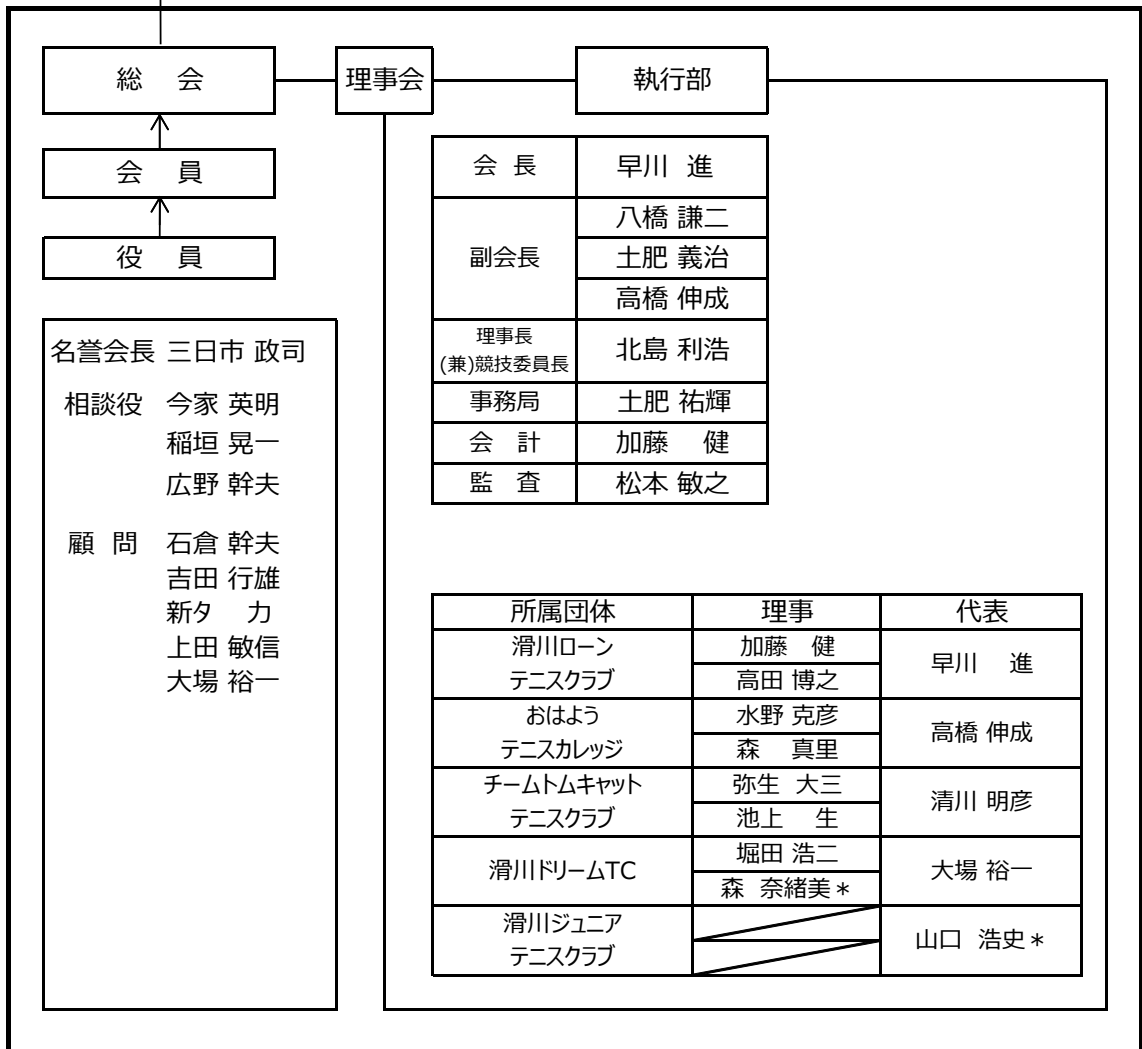 総 会
理事会
執行部
会 員
役 員
名誉会長 三日市 政司
相談役 今家 英明
稲垣 晃一
広野 幹夫
顧 問 石倉 幹夫
吉田 行雄
新夕 力
上田 敏信
大場 裕一
会 長 早川 進
副会長 八橋 謙二
土肥 義治
高橋 伸成
理事長
(兼)競技委員長 北島 利浩
事務局 土肥 祐輝
会 計 加藤 健
監 査 松本 敏之
所属団体 理事 代表
滑川ローン
テニスクラブ
加藤 健
高田 博之
早川 進
おはよう
テニスカレッジ
水野 克彦
森 真里
高橋 伸成
チームトムキャット
テニスクラブ
弥生 大三
池上 生
清川 明彦
滑川ドリームTC
堀田 浩二
森 奈緒美*
大場 裕一
滑川ジュニア
テニスクラブ
山口 浩史*